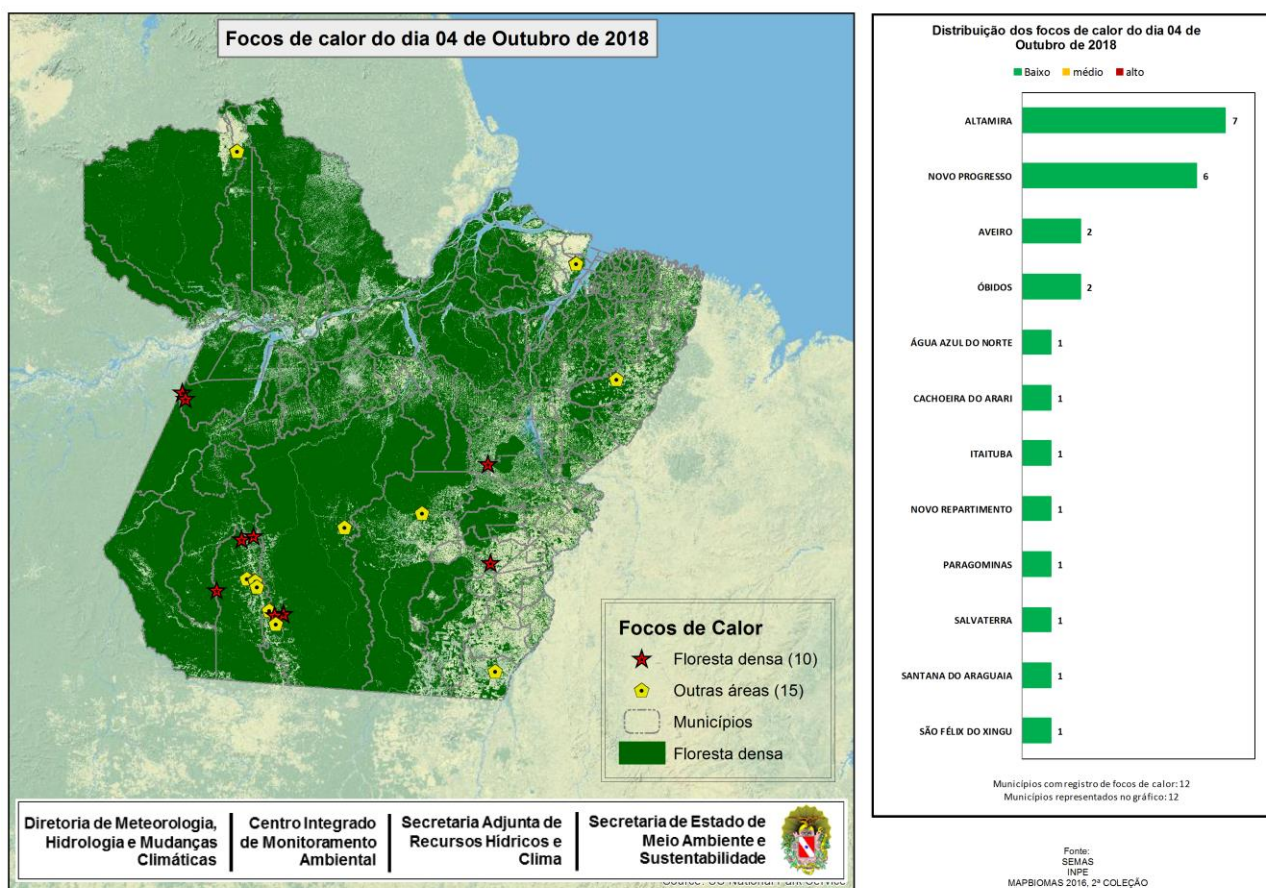 Focos de calor do dia 04 de Outubro de 2018
Focos de Calor
Floresta densa (10)
Outras áreas (15)
Municípios
Floresta densa
Diretoria de Meteorologia,
Hidrologia e Mudanças
Climáticas
Centro Integrado
de Monitoramento
Ambiental
Secretaria Adjunta de
Recursos Hídricos e
Clima
Secretaria de Estado de
Meio Ambiente e
Sustentabilidade
Source: US National Park Service
Distribuição dos focos de calor do dia 04 de
Outubro de 2018
Baixo médio alto
ALTAMIRA 7
NOVO PROGRESSO 6
AVEIRO 2
ÓBIDOS 2
ÁGUA AZUL DO NORTE 1
CACHOEIRA DO ARARI 1
ITAITUBA 1
NOVO REPARTIMENTO 1
PARAGOMINAS 1
SALVATERRA 1
SANTANA DO ARAGUAIA 1
SÃO FÉLIX DO XINGU 1
Municípios com registro de focos de calor: 12
Municípios representados no gráfico: 12
Fonte:
SEMAS
INPE
MAPBIOMAS 2016, 2ª COLEÇÃO